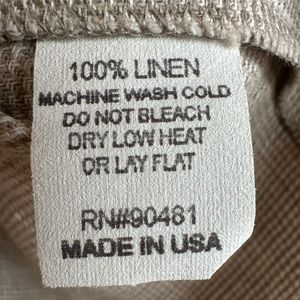 100% LINEN
MACHINE WASH COLD
DO NOT BLEACH
DRY LOW HEAT
OR LAY FLAT
RN#90481
MADE IN USA